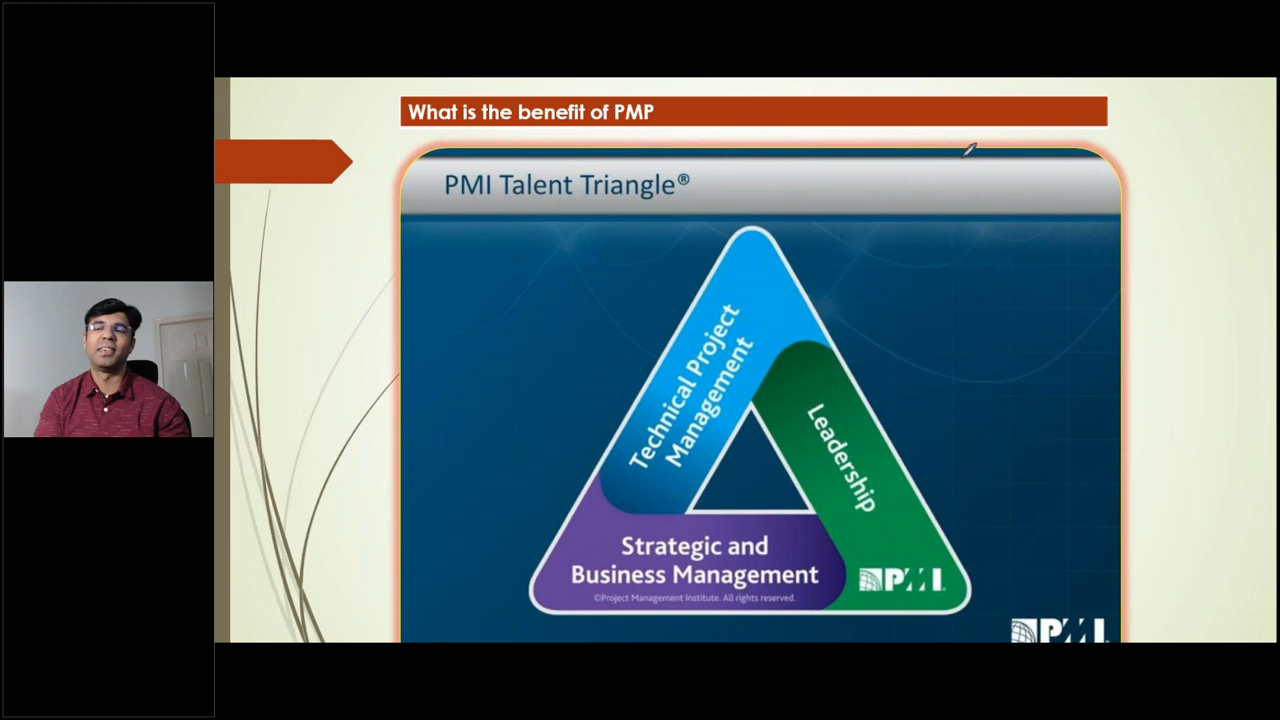 What is the benefit of PMP
PMI Talent Triangle®
Technical Project
Management
Leadership
Strategic and
Business Management
©Project Management Institute. All rights reserved.
PMI
PMI